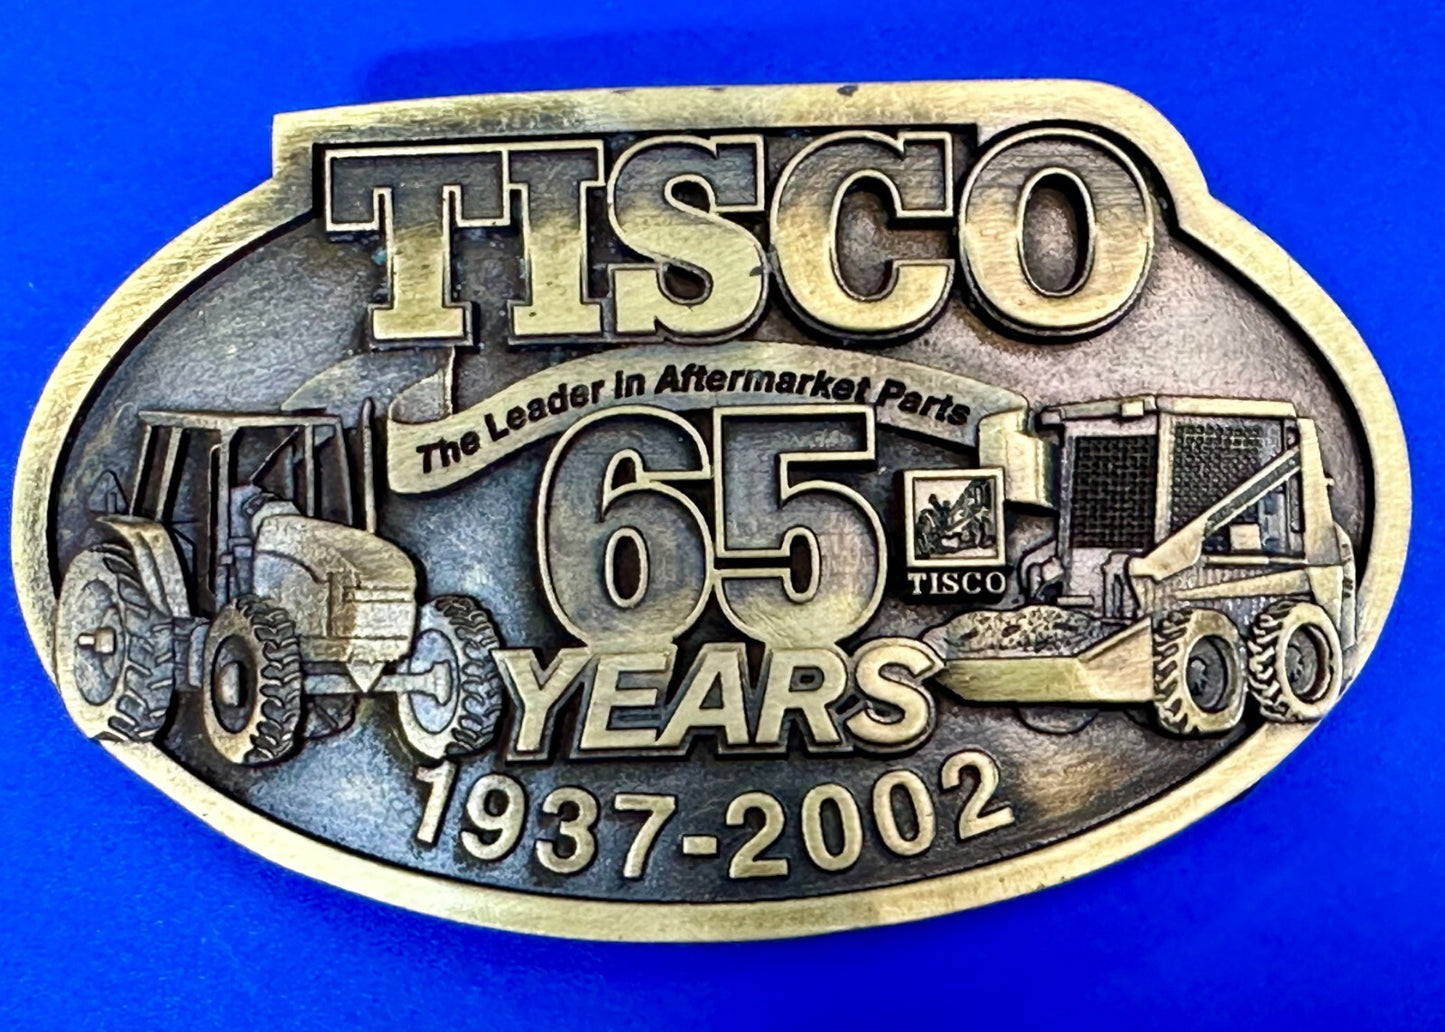 TISCO
The Leader in Aftermarket Parts
65
TISCO
YEARS
1937-2002